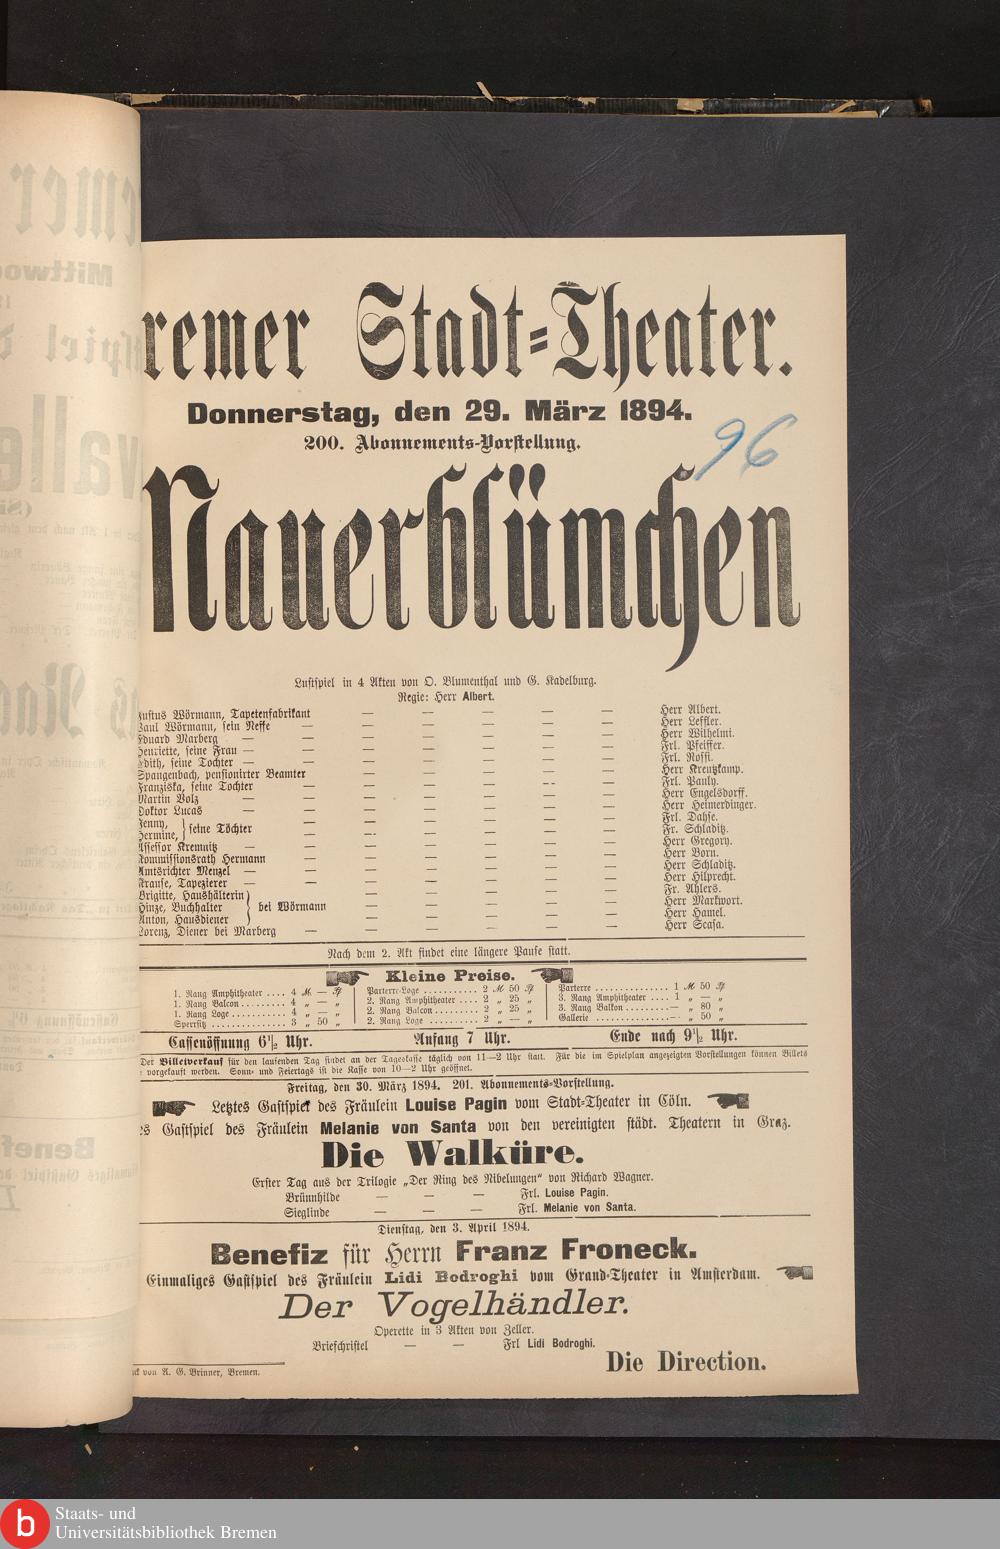 remer Stadt-Theater.
Donnerstag, den 29. März 1894.
200. Abonnements-Vorstellung.
96
Mauerblümchen
Lustspiel in 4 Akten von O. Blumenthal und G. Kadelburg.
Regie: Herr Albert.
Justus Wörmann, Tapetenfabrikant — — — — — Herr Albert.
Paul Wörmann, sein Neffe — — — — — — Herr Leffler.
Eduard Marberg — — — — — — — Herr Wilhelmi.
Henriette, seine Frau — — — — — — — Frl. Pfeiffer.
Edith, seine Tochter — — — — — — — Frl. Rossi.
Spangenbach, pensionirter Beamter — — — — — Herr Kreutzkamp.
Franziska, seine Tochter — — — — — — Frl. Pauly.
Martin Volz — — — — — — — Herr Engelsdorff.
Doktor Lucas — — — — — — — Herr Heimerdinger.
Jenny, } seine Töchter — — — — — — Frl. Dahse.
Hermine, } — — — — — — Fr. Schladitz.
Assessor Kremnitz — — — — — — — Herr Gregory.
Kommissionsrath Hermann — — — — — — Herr Born.
Amtsrichter Menzel — — — — — — — Herr Schladitz.
Krause, Tapezierer — — — — — — — Herr Hilprecht.
Brigitte, Haushälterin } — — — — — Fr. Ahlers.
Hinze, Buchhalter } bei Wörmann — — — — — Herr Markwort.
Anton, Hausdiener } — — — — — Herr Hamel.
Lorenz, Diener bei Marberg — — — — — — Herr Scasa.
Nach dem 2. Akt findet eine längere Pause statt.
Kleine Preise.
1. Rang Amphitheater .... 4 M — Pf
1. Rang Balcon ......... 4 „ — „
1. Rang Loge ........... 4 „ — „
Sperrsitz ............... 3 „ 50 „
Parterre-Loge .......... 2 M 50 Pf
2. Rang Amphitheater .... 2 „ 25 „
2. Rang Balcon ......... 2 „ 25 „
2. Rang Loge .......... 2 „ — „
Parterre ............... 1 M 50 Pf
3. Rang Amphitheater .... 1 „ — „
3. Rang Balkon ......... — „ 80 „
Gallerie ............... — „ 50 „
Cassenöffnung 6 1/2 Uhr. Anfang 7 Uhr. Ende nach 9 1/2 Uhr.
Der Billetverkauf für den laufenden Tag findet an der Tageskasse täglich von 11—2 Uhr statt. Für die im Spielplan angezeigten Vorstellungen können Billets
vorgekauft werden. Sonn- und Feiertags ist die Kasse von 10—2 Uhr geöffnet.
Freitag, den 30. März 1894. 201. Abonnements-Vorstellung.
Letztes Gastspiel des Fräulein Louise Pagin vom Stadt-Theater in Cöln.
es Gastspiel des Fräulein Melanie von Santa von den vereinigten städt. Theatern in Graz.
Die Walküre.
Erster Tag aus der Trilogie „Der Ring des Nibelungen“ von Richard Wagner.
Brünnhilde — — — Frl. Louise Pagin.
Sieglinde — — — Frl. Melanie von Santa.
Dienstag, den 3. April 1894.
Benefiz für Herrn Franz Froneck.
Einmaliges Gastspiel des Fräulein Lidi Bodroghi vom Grand-Theater in Amsterdam.
Der Vogelhändler.
Operette in 3 Akten von Zeller.
Briefchristel — — Frl Lidi Bodroghi.
Die Direction.
ck von A. G. Brinner, Bremen.
b
Staats- und
Universitätsbibliothek Bremen